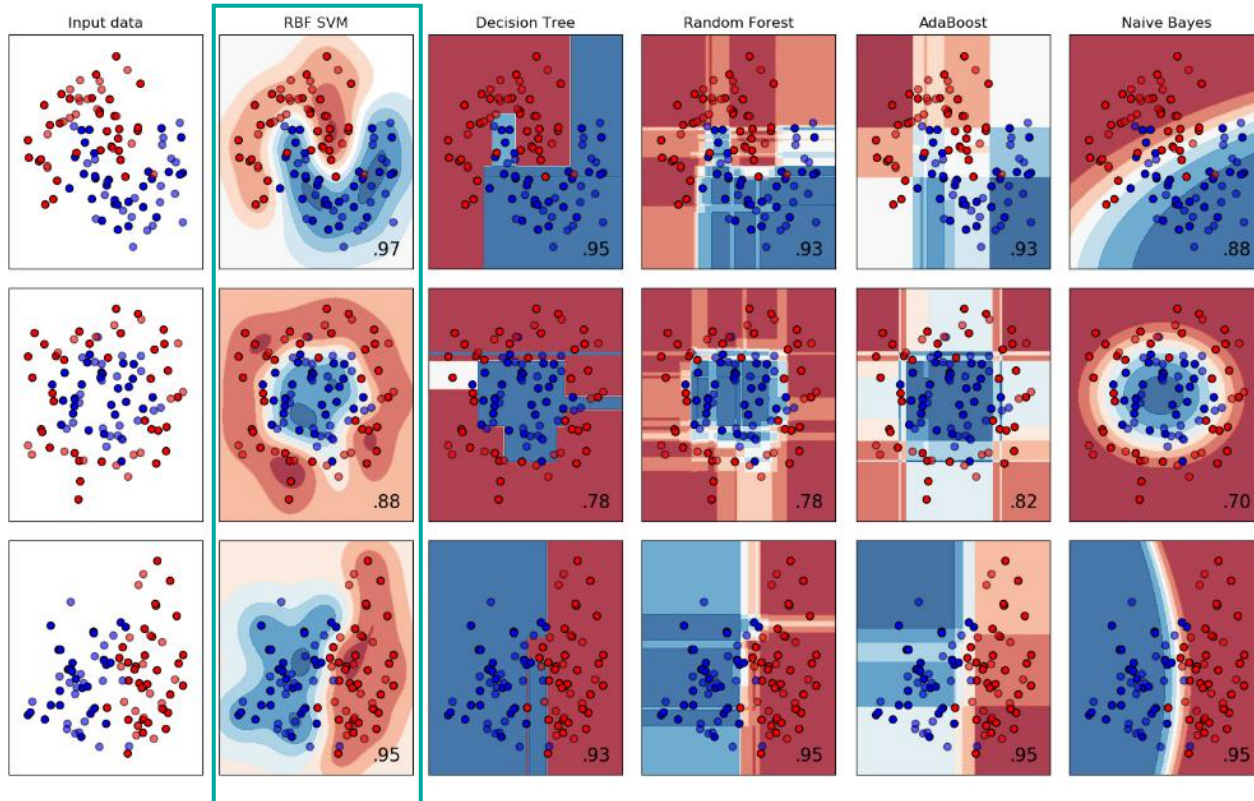 Input data RBF SVM Decision Tree Random Forest AdaBoost Naive Bayes
.97 .95 .93 .93 .88
.88 .78 .78 .82 .70
.95 .93 .95 .95 .95